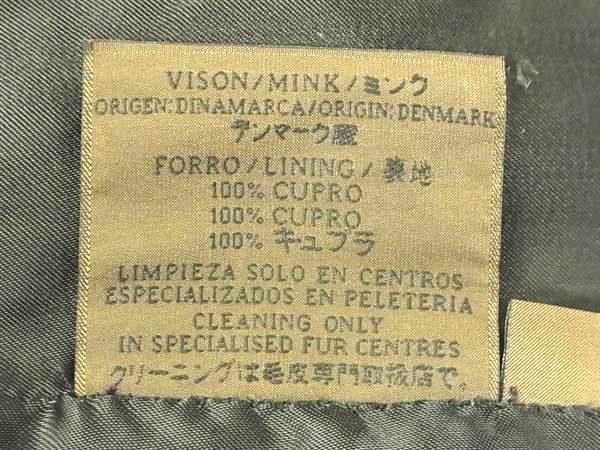 VISON/MINK/ミンク
ORIGEN: DINAMARCA/ORIGIN: DENMARK
デンマーク産
FORRO/LINING/裏地
100% CUPRO
100% CUPRO
100% キュプラ
LIMPIEZA SOLO EN CENTROS
ESPECIALIZADOS EN PELETERIA
CLEANING ONLY
IN SPECIALISED FUR CENTRES
クリーニングは毛皮専門取扱店で。